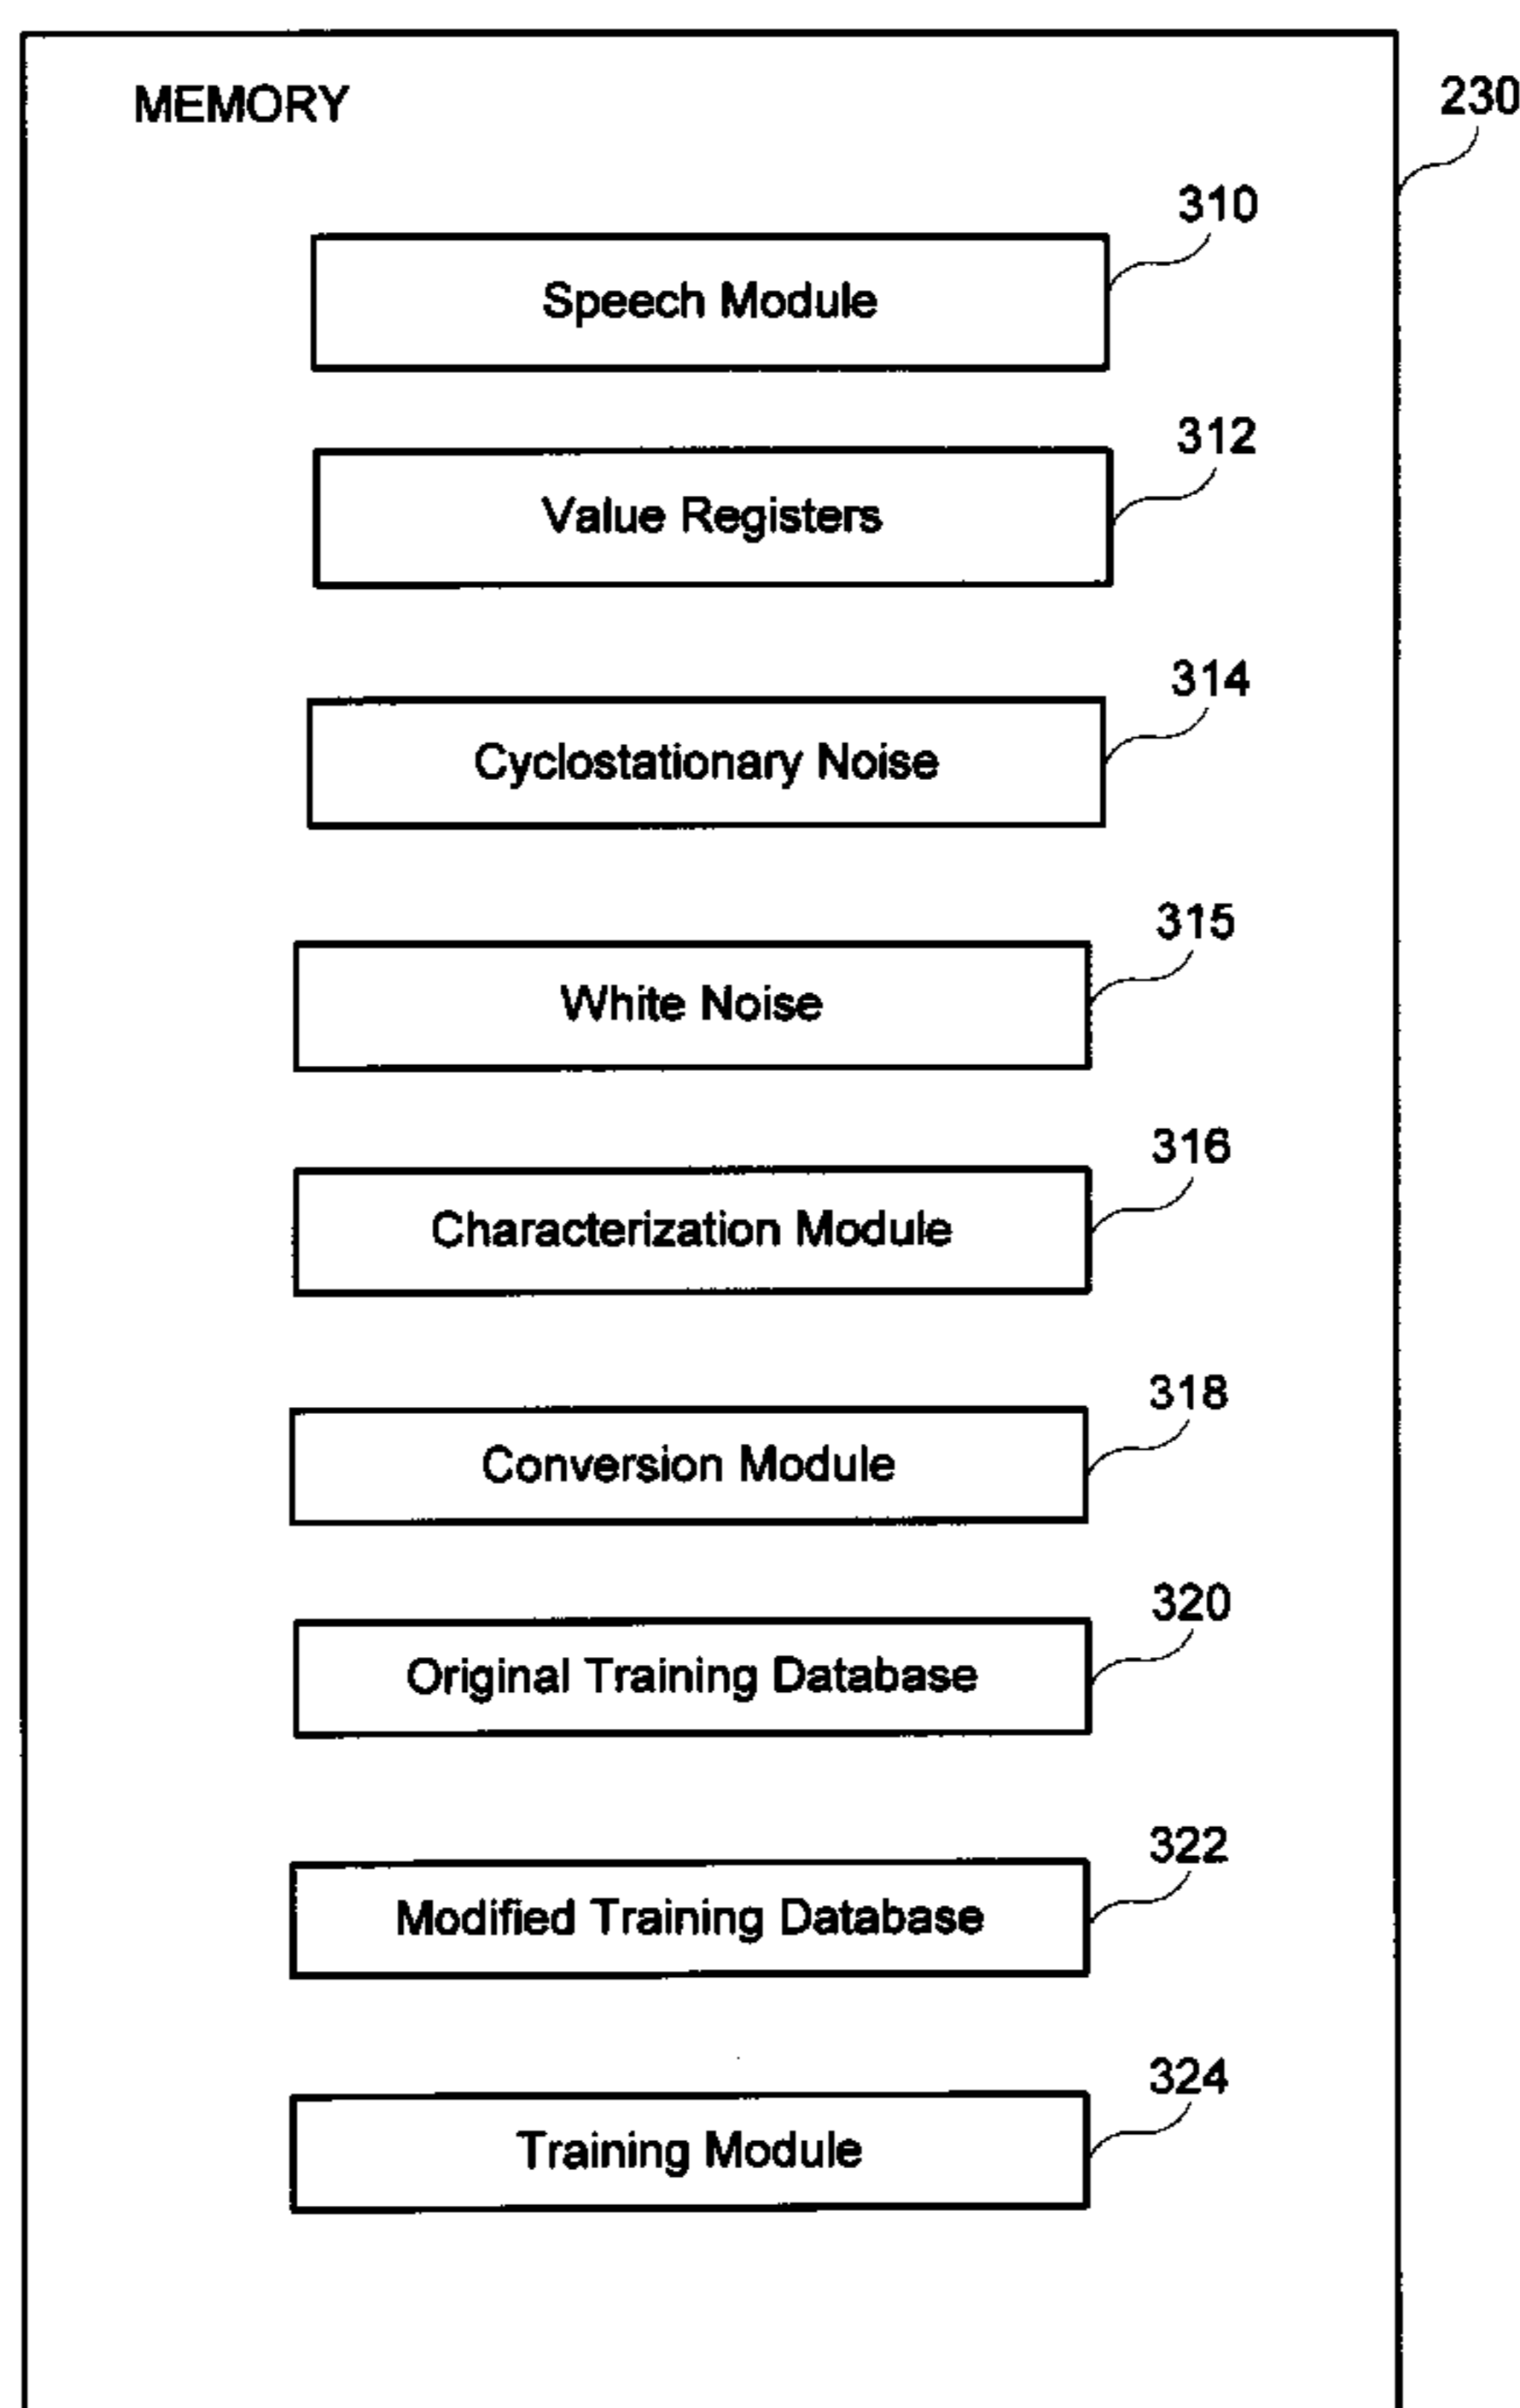 MEMORY
230
310
Speech Module
312
Value Registers
314
Cyclostationary Noise
315
White Noise
316
Characterization Module
318
Conversion Module
320
Original Training Database
322
Modified Training Database
324
Training Module